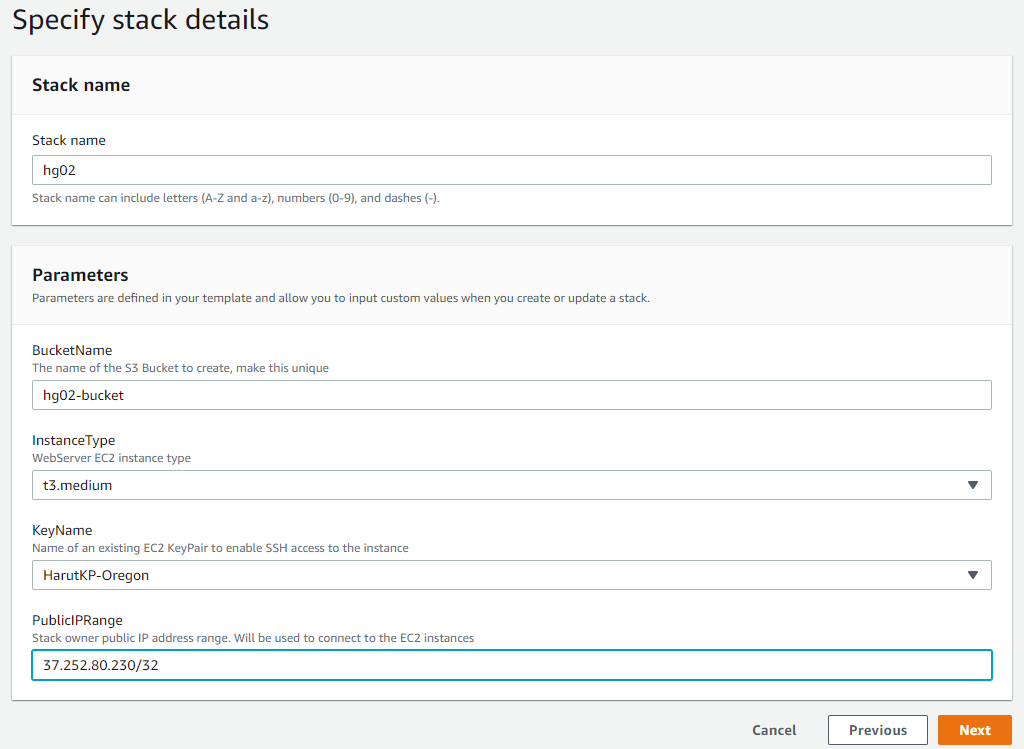 Specify stack details
Stack name
Stack name
hg02
Stack name can include letters (A-Z and a-z), numbers (0-9), and dashes (-).
Parameters
Parameters are defined in your template and allow you to input custom values when you create or update a stack.
BucketName
The name of the S3 Bucket to create, make this unique
hg02-bucket
InstanceType
WebServer EC2 instance type
t3.medium
KeyName
Name of an existing EC2 KeyPair to enable SSH access to the instance
HarutKP-Oregon
PublicIPRange
Stack owner public IP address range. Will be used to connect to the EC2 instances
37.252.80.230/32
Cancel Previous Next